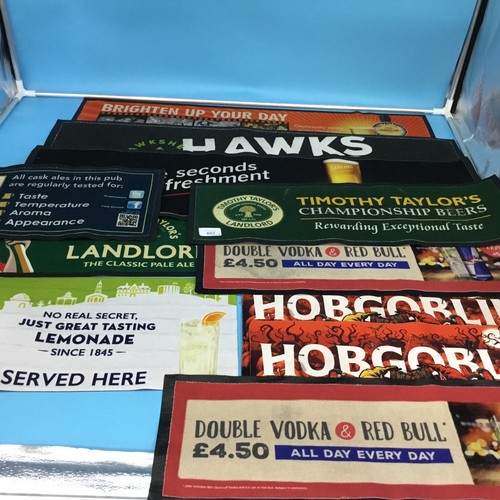 BRIGHTEN UP YOUR DAY
HAWKS
seconds
freshment
All cask ales in this pub
are regularly tested for:
Taste
Temperature
Aroma
Appearance
TIMOTHY TAYLOR'S
LANDLORD
TIMOTHY TAYLOR'S
CHAMPIONSHIP BEERS
Rewarding Exceptional Taste
LANDLORD
THE CLASSIC PALE ALE
DOUBLE VODKA & RED BULL*
£4.50 ALL DAY EVERY DAY
NO REAL SECRET,
JUST GREAT TASTING
LEMONADE
SINCE 1845
SERVED HERE
HOBGOBLIN
HOBGOBLIN
DOUBLE VODKA & RED BULL*
£4.50 ALL DAY EVERY DAY